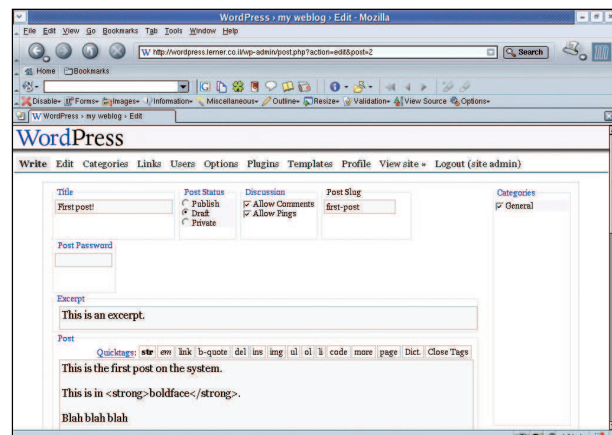 WordPress › my weblog › Edit - Mozilla
File Edit View Go Bookmarks Tab Tools Window Help
W http://wordpress.lerner.co.il/wp-admin/post.php?action=edit&post=2 Search
Home Bookmarks
Disable Forms Images Information Miscellaneous Outline Resize Validation View Source Options
W WordPress › my weblog › Edit
WordPress
Write Edit Categories Links Users Options Plugins Templates Profile View site » Logout (site admin)
Title Post Status Discussion Post Slug Categories
First post! Publish Allow Comments first-post General
Draft Allow Pings
Private
Post Password
Excerpt
This is an excerpt.
Post
Quicktags: str em link b-quote del ins img ul ol li code more page Dict. Close Tags
This is the first post on the system.
This is in <strong>boldface</strong>.
Blah blah blah